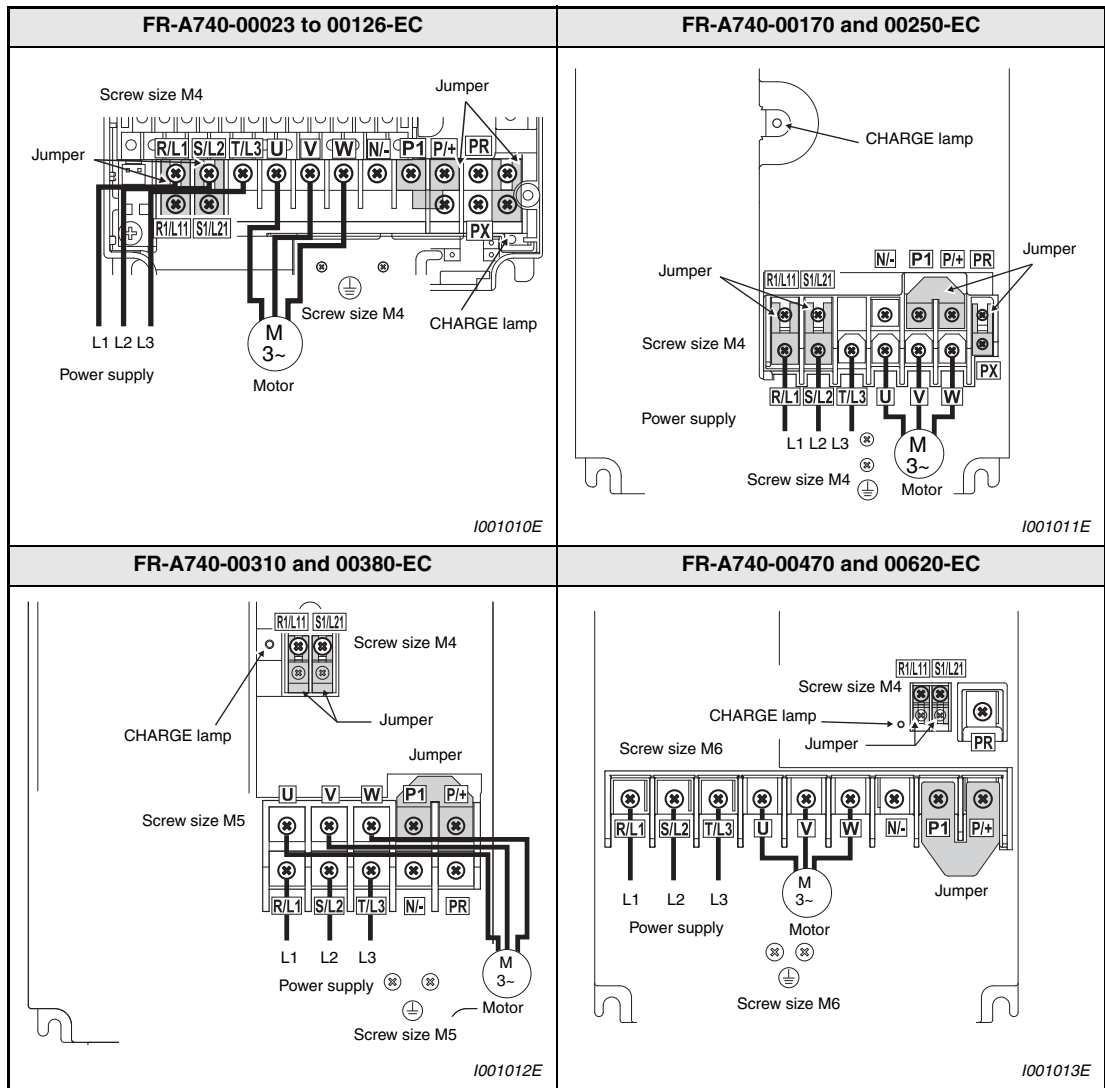 FR-A740-00023 to 00126-EC
Screw size M4
Jumper
Jumper
R/L1 S/L2 T/L3 U V W N/- P1 P/+ PR
R1/L11 S1/L21
PX
Screw size M4
CHARGE lamp
L1 L2 L3
Power supply
M
3~
Motor
I001010E
FR-A740-00170 and 00250-EC
CHARGE lamp
N/- P1 P/+ PR
Jumper
Jumper
R1/L11 S1/L21
Screw size M4
PX
R/L1 S/L2 T/L3 U V W
Power supply
L1 L2 L3
M
3~
Screw size M4
Motor
I001011E
FR-A740-00310 and 00380-EC
R1/L11 S1/L21
Screw size M4
Jumper
CHARGE lamp
Jumper
U V W P1 P/+
Screw size M5
R/L1 S/L2 T/L3 N/- PR
L1 L2 L3
Power supply
M
3~
Motor
Screw size M5
I001012E
FR-A740-00470 and 00620-EC
R1/L11 S1/L21
Screw size M4
CHARGE lamp
Jumper
PR
Screw size M6
R/L1 S/L2 T/L3 U V W N/- P1 P/+
Jumper
L1 L2 L3
Power supply
M
3~
Motor
Screw size M6
I001013E